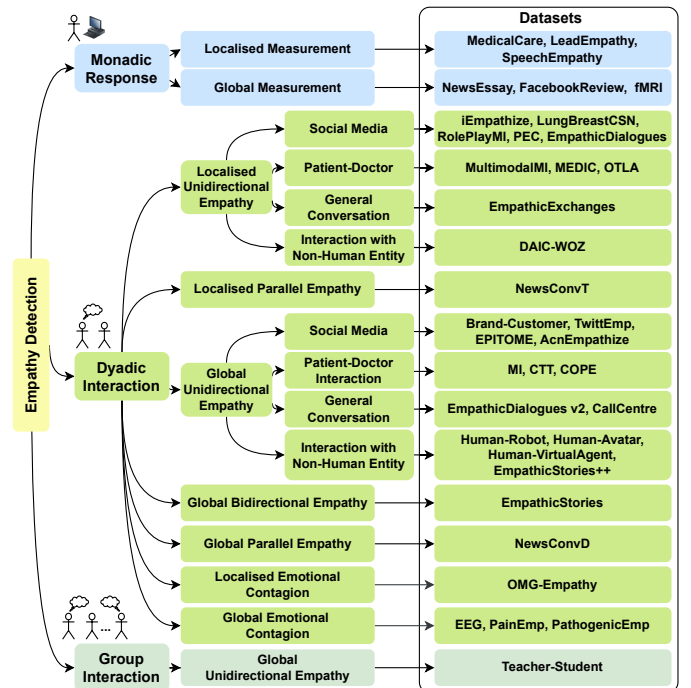 Datasets
Empathy Detection
Monadic
Response
Localised Measurement
MedicalCare, LeadEmpathy,
SpeechEmpathy
Global Measurement
NewsEssay, FacebookReview, fMRI
Dyadic
Interaction
Localised
Unidirectional
Empathy
Social Media
iEmpathize, LungBreastCSN,
RolePlayMI, PEC, EmpathicDialogues
Patient-Doctor
MultimodalMI, MEDIC, OTLA
General
Conversation
EmpathicExchanges
Interaction with
Non-Human Entity
DAIC-WOZ
Localised Parallel Empathy
NewsConvT
Global
Unidirectional
Empathy
Social Media
Brand-Customer, TwittEmp,
EPITOME, AcnEmpathize
Patient-Doctor
Interaction
MI, CTT, COPE
General
Conversation
EmpathicDialogues v2, CallCentre
Interaction with
Non-Human Entity
Human-Robot, Human-Avatar,
Human-VirtualAgent,
EmpathicStories++
Global Bidirectional Empathy
EmpathicStories
Global Parallel Empathy
NewsConvD
Localised Emotional
Contagion
OMG-Empathy
Global Emotional
Contagion
EEG, PainEmp, PathogenicEmp
...
Group
Interaction
Global
Unidirectional Empathy
Teacher-Student